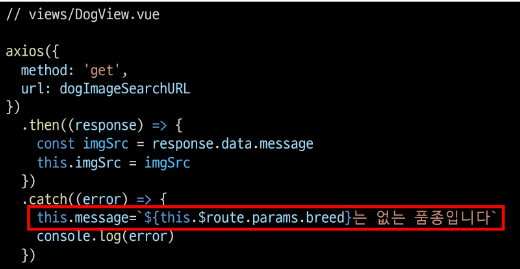 // views/DogView.vue
axios({
method: 'get',
url: dogImageSearchURL
})
.then((response) => {
const imgSrc = response.data.message
this.imgSrc = imgSrc
})
.catch((error) => {
this.message=`${this.$route.params.breed}는 없는 품종입니다`
console.log(error)
})